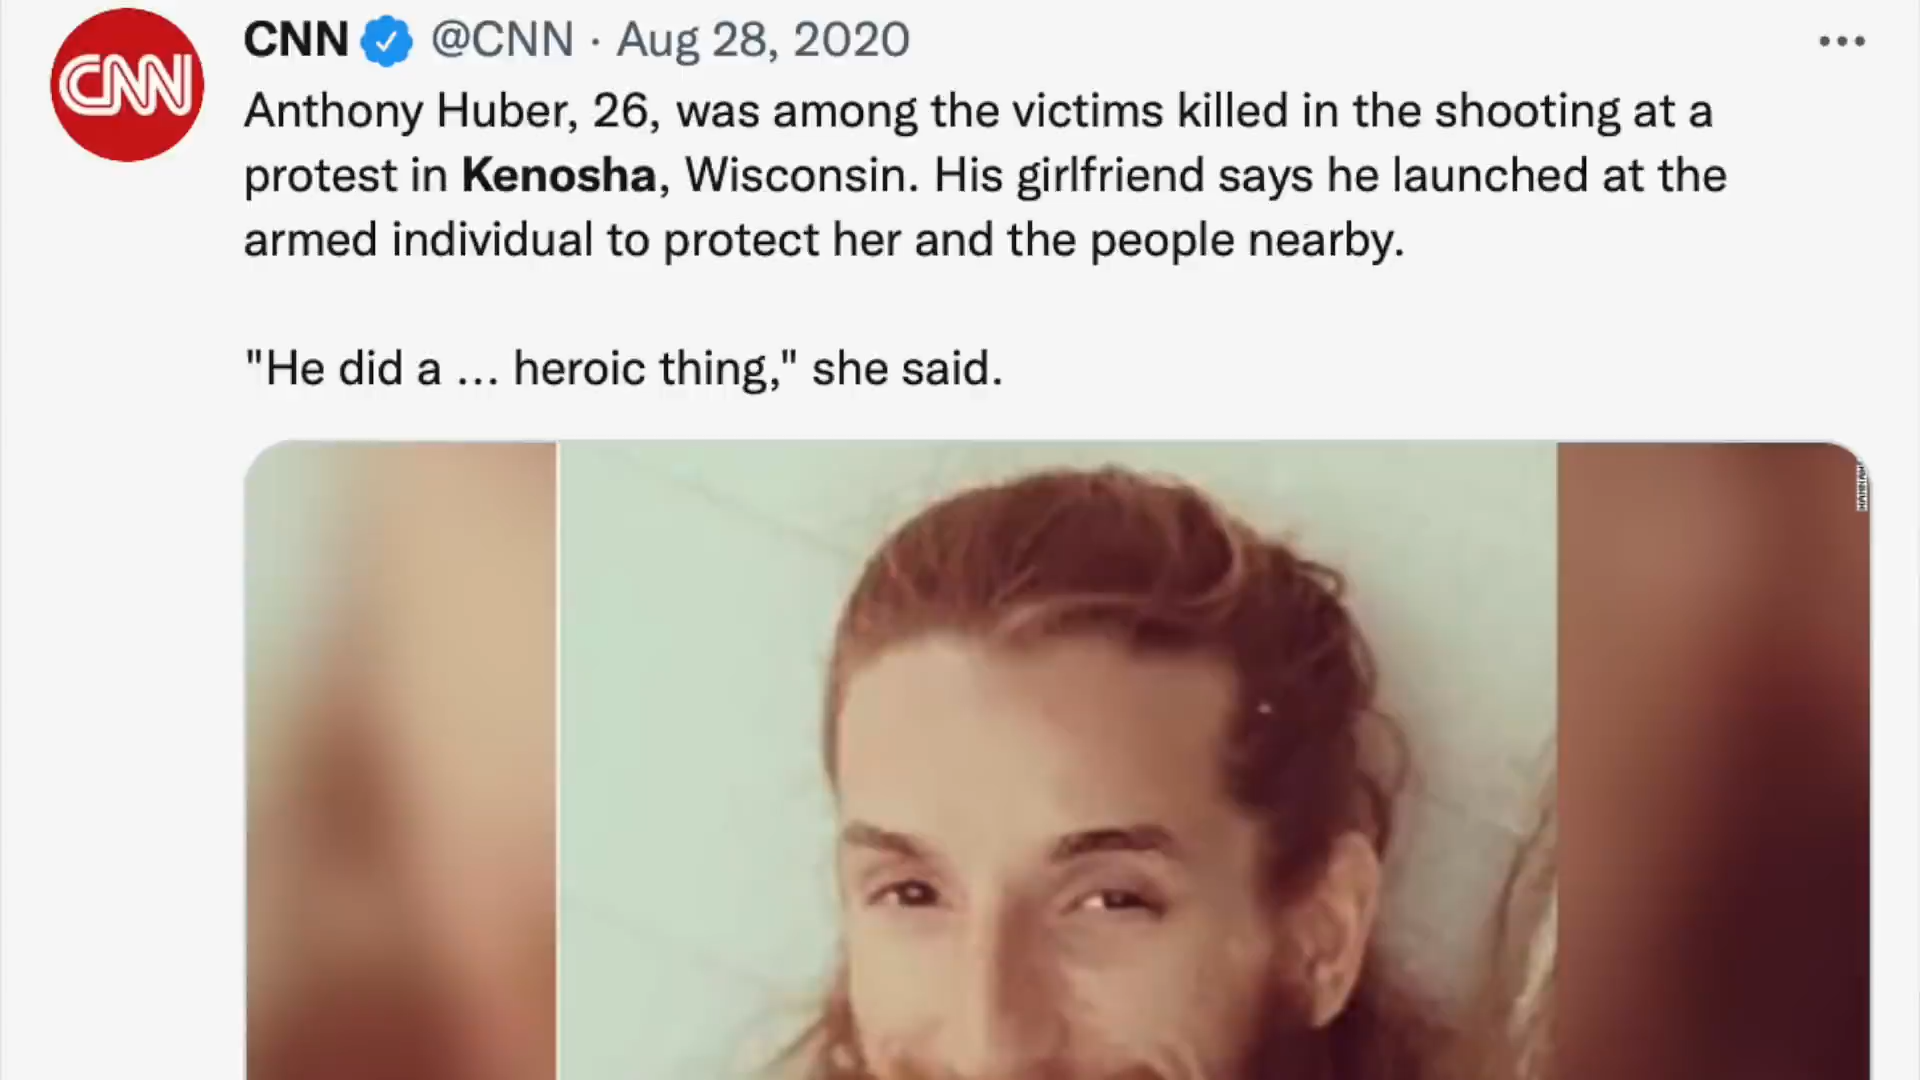 CNN
CNN @CNN · Aug 28, 2020
Anthony Huber, 26, was among the victims killed in the shooting at a
protest in Kenosha, Wisconsin. His girlfriend says he launched at the
armed individual to protect her and the people nearby.
"He did a ... heroic thing," she said.